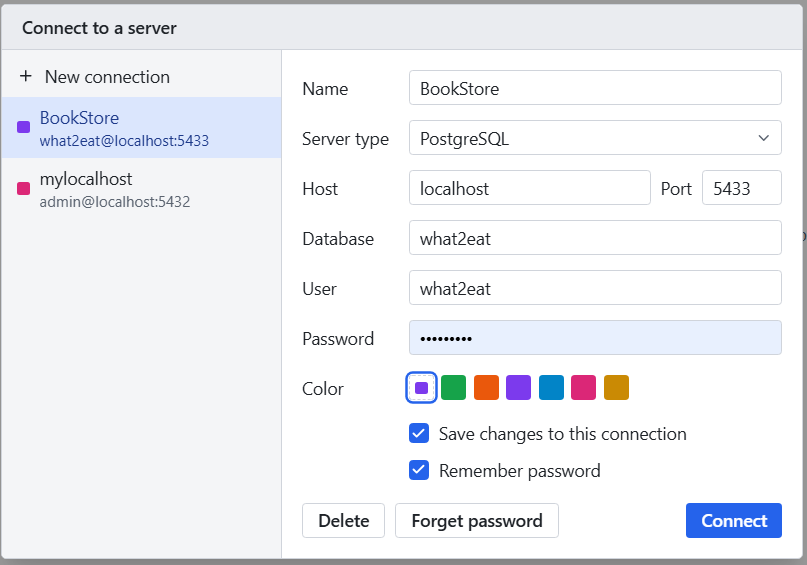 Connect to a server
+ New connection
BookStore
what2eat@localhost:5433
mylocalhost
admin@localhost:5432
Name BookStore
Server type PostgreSQL
Host localhost Port 5433
Database what2eat
User what2eat
Password •••••••••
Color
Save changes to this connection
Remember password
Delete Forget password Connect